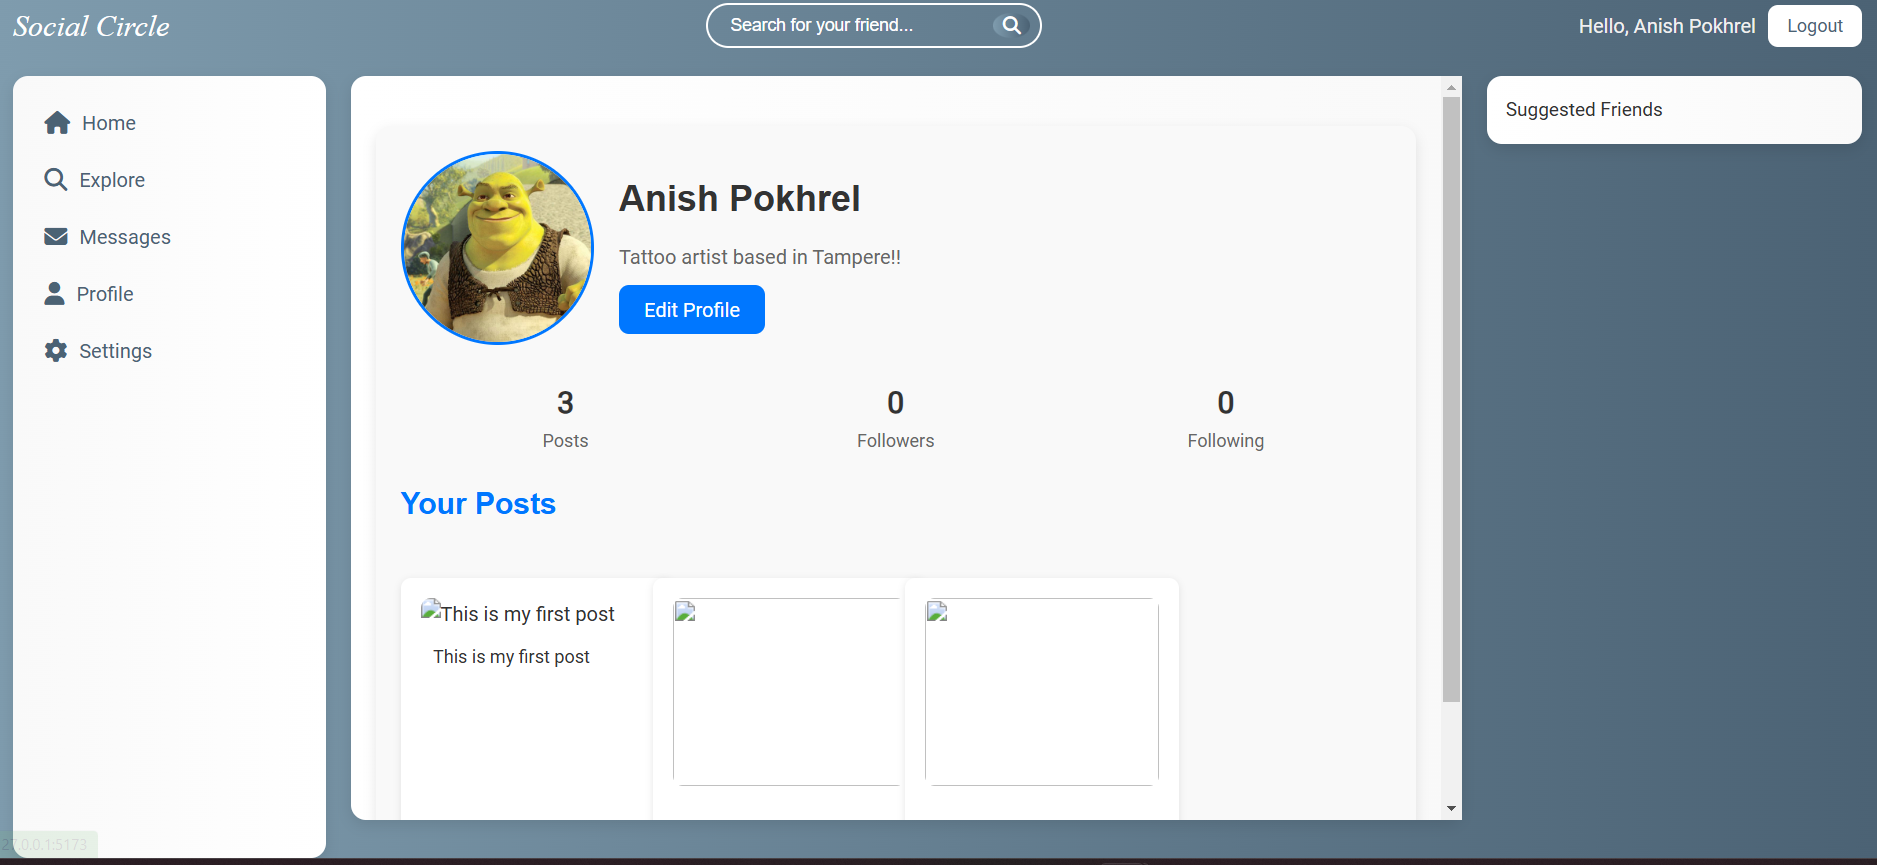 Social Circle
Search for your friend...
Hello, Anish Pokhrel
Logout
Home
Explore
Messages
Profile
Settings
Anish Pokhrel
Tattoo artist based in Tampere!!
Edit Profile
3
Posts
0
Followers
0
Following
Your Posts
This is my first post
This is my first post
Suggested Friends
27.0.0.1:5173